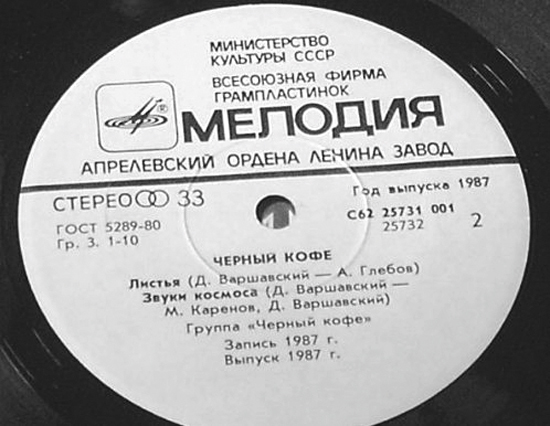 МИНИСТЕРСТВО
КУЛЬТУРЫ СССР
ВСЕСОЮЗНАЯ ФИРМА
ГРАМПЛАСТИНОК
®
МЕЛОДИЯ
АПРЕЛЕВСКИЙ ОРДЕНА ЛЕНИНА ЗАВОД
СТЕРЕО 33
Год выпуска 1987
ГОСТ 5289-80
Гр. 3. 1-10
С62 25731 001
25732
2
ЧЕРНЫЙ КОФЕ
Листья (Д. Варшавский — А. Глебов)
Звуки космоса (Д. Варшавский —
М. Каренов, Д. Варшавский)
Группа «Черный кофе»
Запись 1987 г.
Выпуск 1987 г.